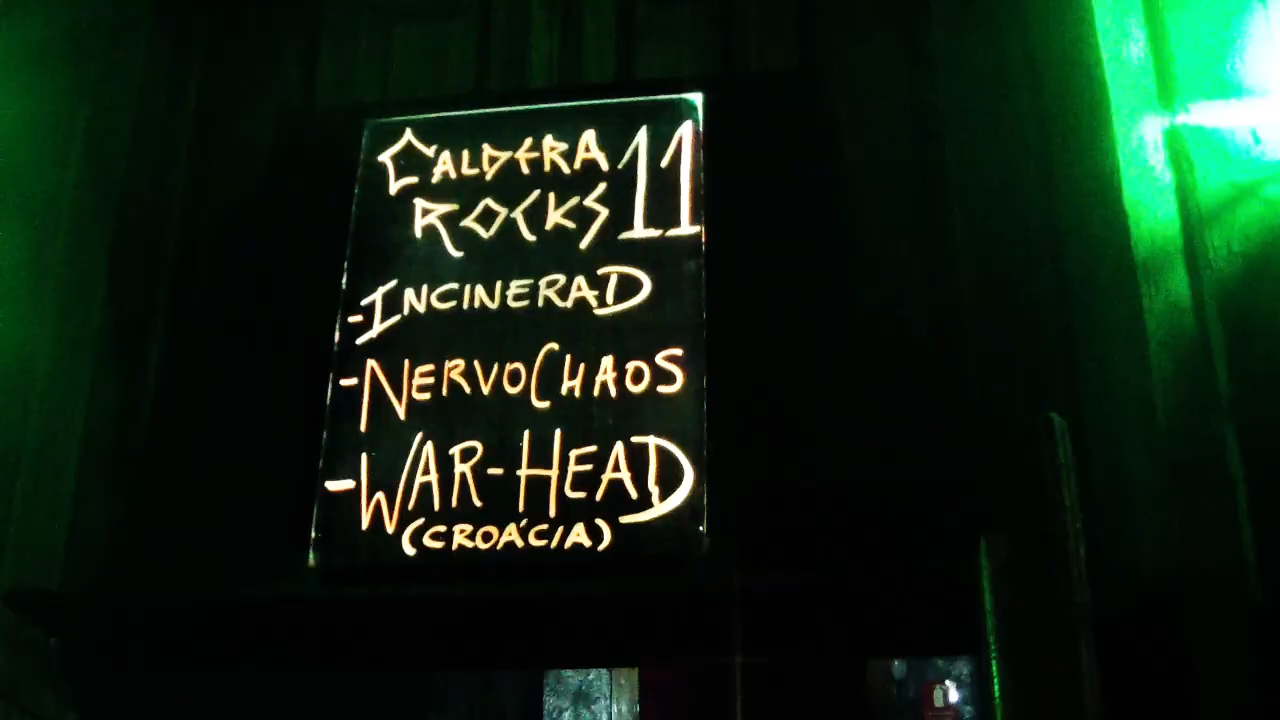 CALDERA 11
ROCKS
-INCINERAD
-NERVOCHAOS
-WAR-HEAD
(CROÁCIA)